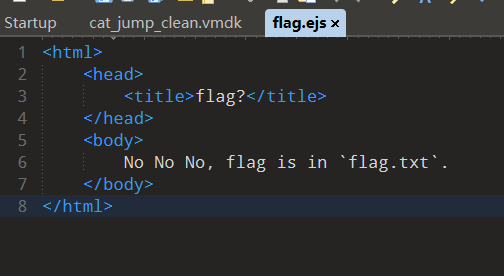 Startup cat_jump_clean.vmdk flag.ejs ×
1 <html>
2 <head>
3 <title>flag?</title>
4 </head>
5 <body>
6 No No No, flag is in `flag.txt`.
7 </body>
8 </html>